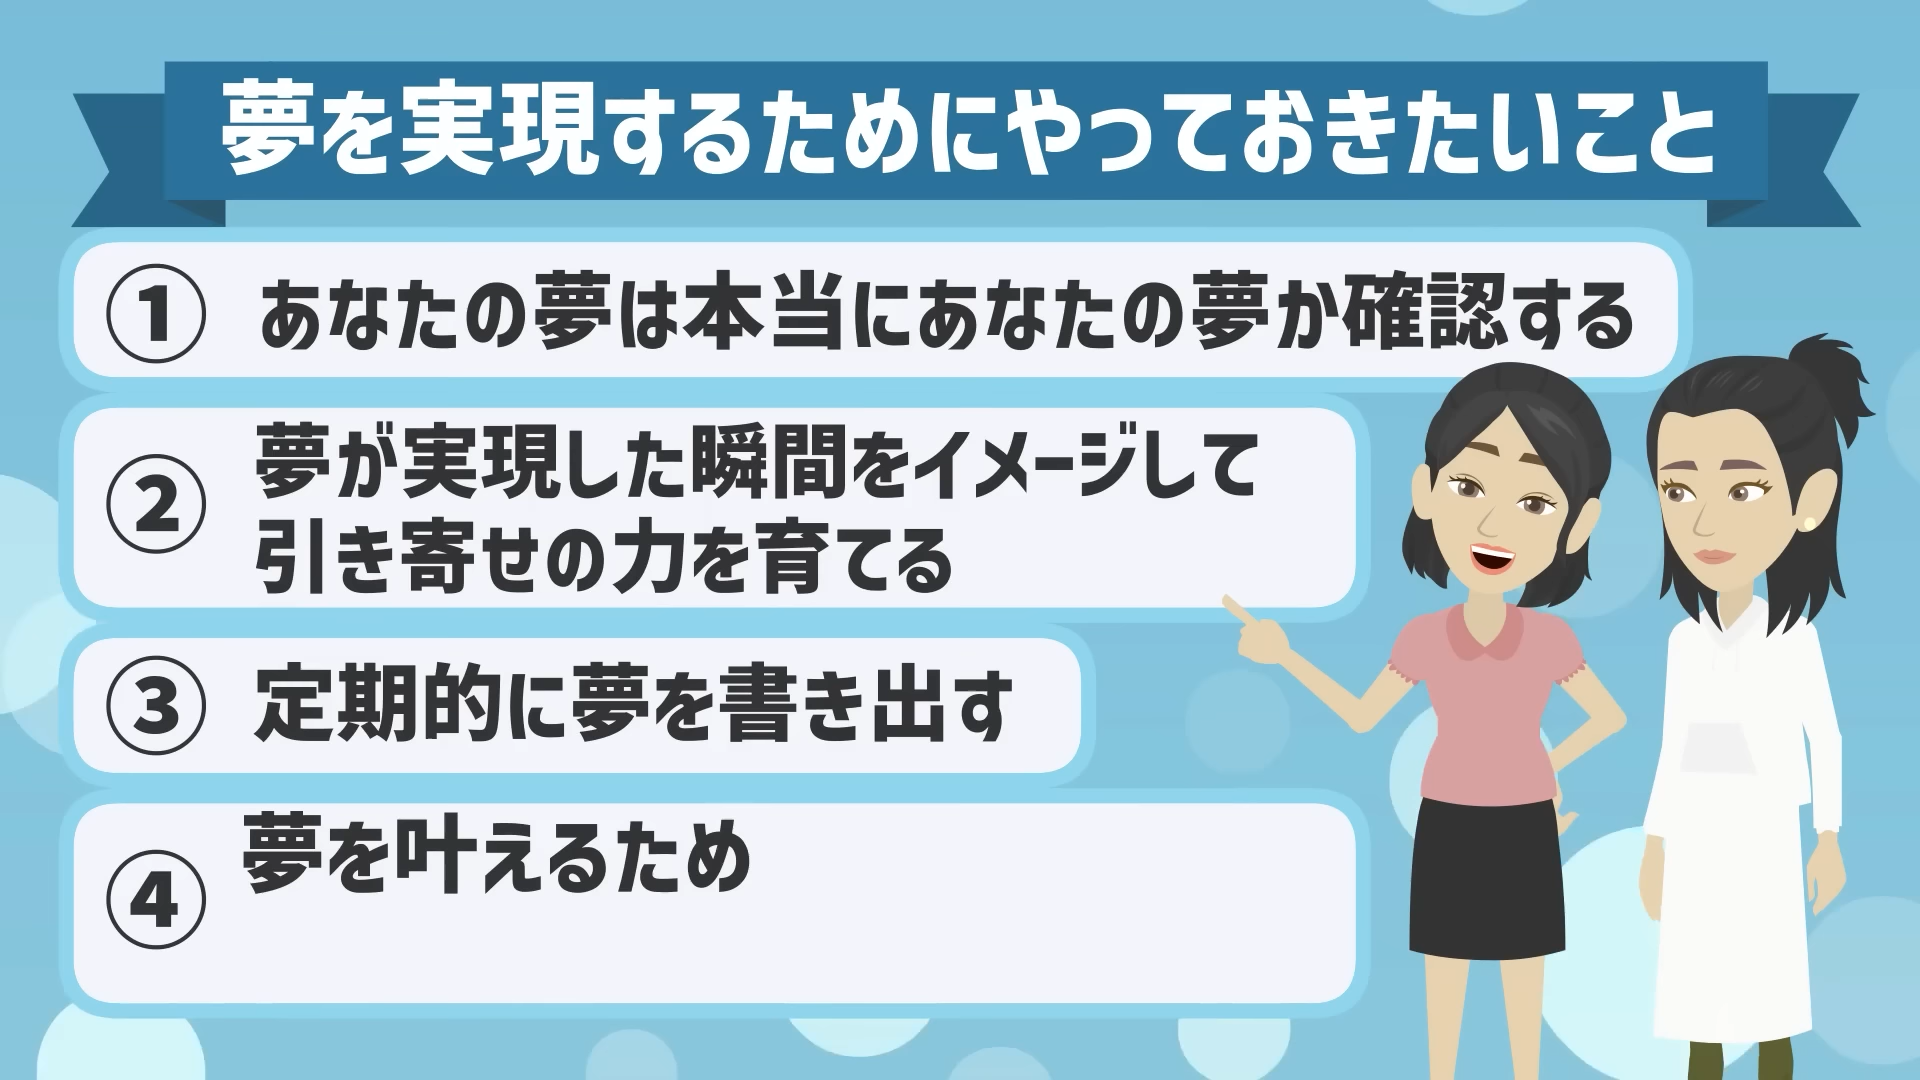 夢を実現するためにやっておきたいこと
① あなたの夢は本当にあなたの夢か確認する
② 夢が実現した瞬間をイメージして
引き寄せの力を育てる
③ 定期的に夢を書き出す
④ 夢を叶えるため